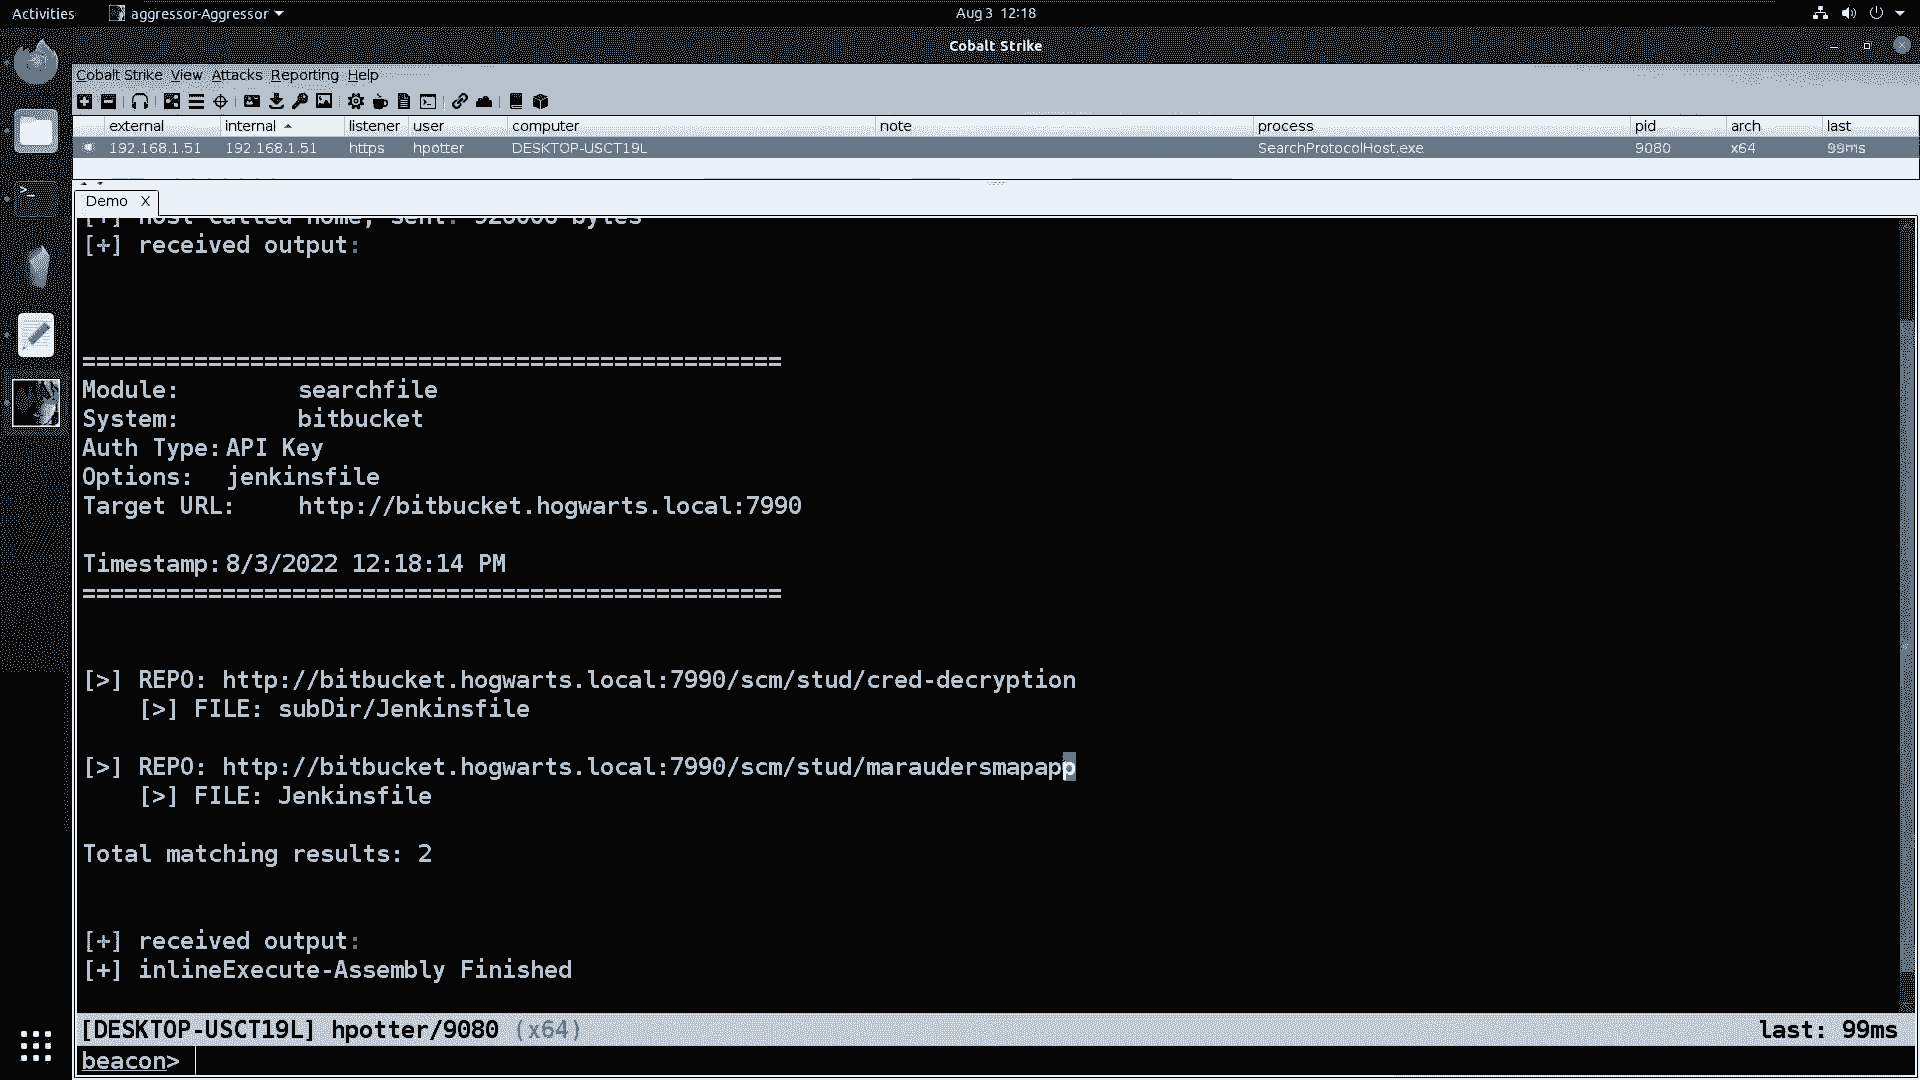 Activities aggressor-Aggressor Aug 3 12:18
Cobalt Strike
Cobalt Strike View Attacks Reporting Help
external internal listener user computer note process pid arch last
192.168.1.51 192.168.1.51 https hpotter DESKTOP-USCT19L SearchProtocolHost.exe 9080 x64 99ms
Demo X
[+] host called home, sent: bytes
[+] received output:
==================================================
Module: searchfile
System: bitbucket
Auth Type: API Key
Options: jenkinsfile
Target URL: http://bitbucket.hogwarts.local:7990
Timestamp: 8/3/2022 12:18:14 PM
==================================================
[>] REPO: http://bitbucket.hogwarts.local:7990/scm/stud/cred-decryption
[>] FILE: subDir/Jenkinsfile
[>] REPO: http://bitbucket.hogwarts.local:7990/scm/stud/maraudersmapapp
[>] FILE: Jenkinsfile
Total matching results: 2
[+] received output:
[+] inlineExecute-Assembly Finished
[DESKTOP-USCT19L] hpotter/9080 (x64) last: 99ms
beacon>